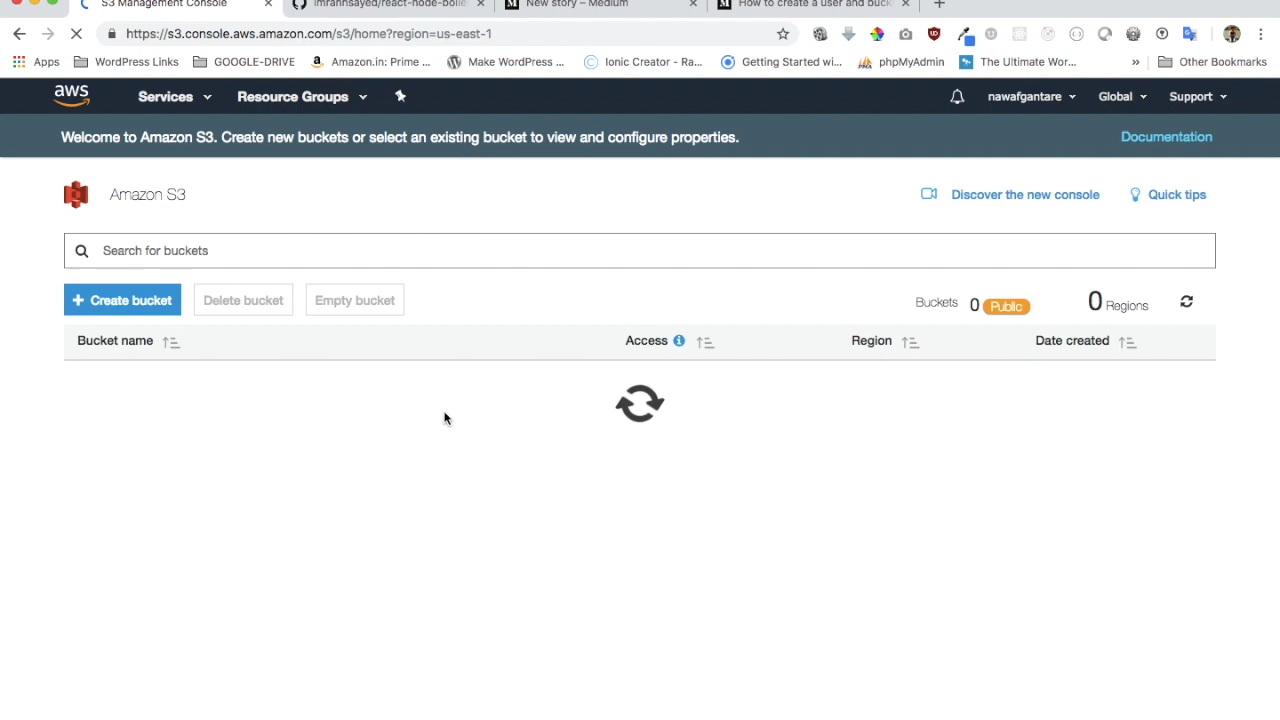 S3 Management Console
imranhsayed/react-node-boile
New story – Medium
How to create a user and buck
https://s3.console.aws.amazon.com/s3/home?region=us-east-1
Apps WordPress Links GOOGLE-DRIVE Amazon.in: Prime ... Make WordPress ... Ionic Creator - Ra... Getting Started wi... phpMyAdmin The Ultimate Wor... » Other Bookmarks
aws Services Resource Groups nawafgantare Global Support
Welcome to Amazon S3. Create new buckets or select an existing bucket to view and configure properties. Documentation
Amazon S3 Discover the new console Quick tips
Search for buckets
+ Create bucket Delete bucket Empty bucket Buckets 0 Public 0 Regions
Bucket name Access Region Date created